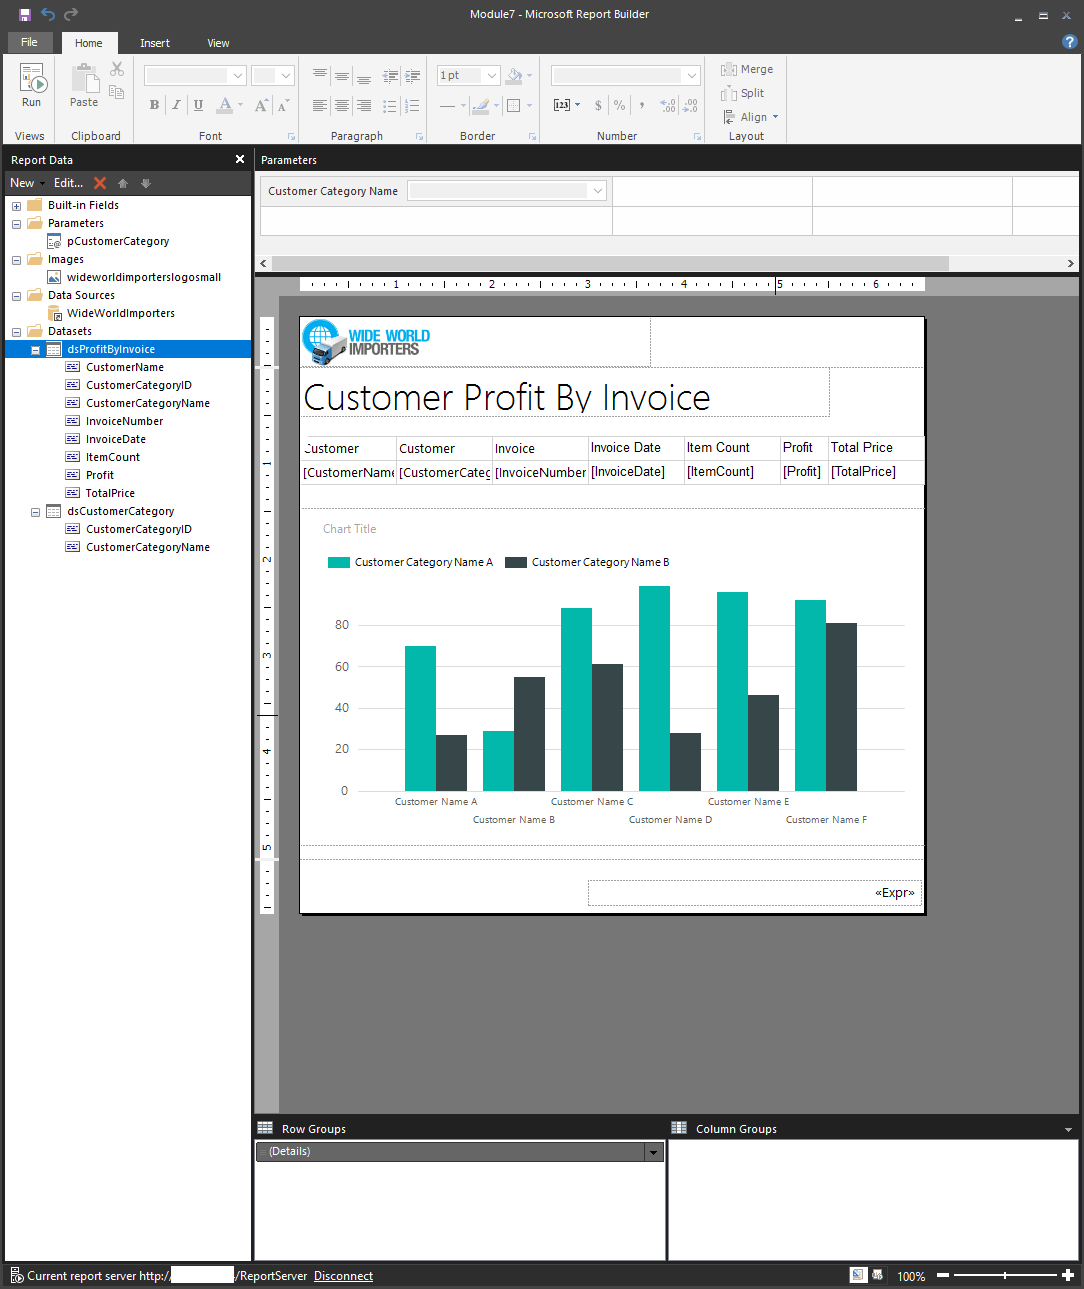 Module7 - Microsoft Report Builder
File Home Insert View
Run
Paste
1 pt
Merge
Split
Align
B I U A A A
[123] $ % ,
Views Clipboard Font Paragraph Border Number Layout
Report Data
New Edit...
Built-in Fields
Parameters
pCustomerCategory
Images
wideworldimporterslogosmall
Data Sources
WideWorldImporters
Datasets
dsProfitByInvoice
CustomerName
CustomerCategoryID
CustomerCategoryName
InvoiceNumber
InvoiceDate
ItemCount
Profit
TotalPrice
dsCustomerCategory
CustomerCategoryID
CustomerCategoryName
Parameters
Customer Category Name
1 2 3 4 5 6
WIDE WORLD
IMPORTERS
Customer Profit By Invoice
Customer Customer Invoice Invoice Date Item Count Profit Total Price
[CustomerName [CustomerCateg [InvoiceNumber [InvoiceDate] [ItemCount] [Profit] [TotalPrice]
Chart Title
Customer Category Name A Customer Category Name B
80
60
40
20
0
Customer Name A Customer Name C Customer Name E
Customer Name B Customer Name D Customer Name F
«Expr»
1
2
3
4
5
Row Groups
(Details)
Column Groups
Current report server http:// /ReportServer Disconnect
100%